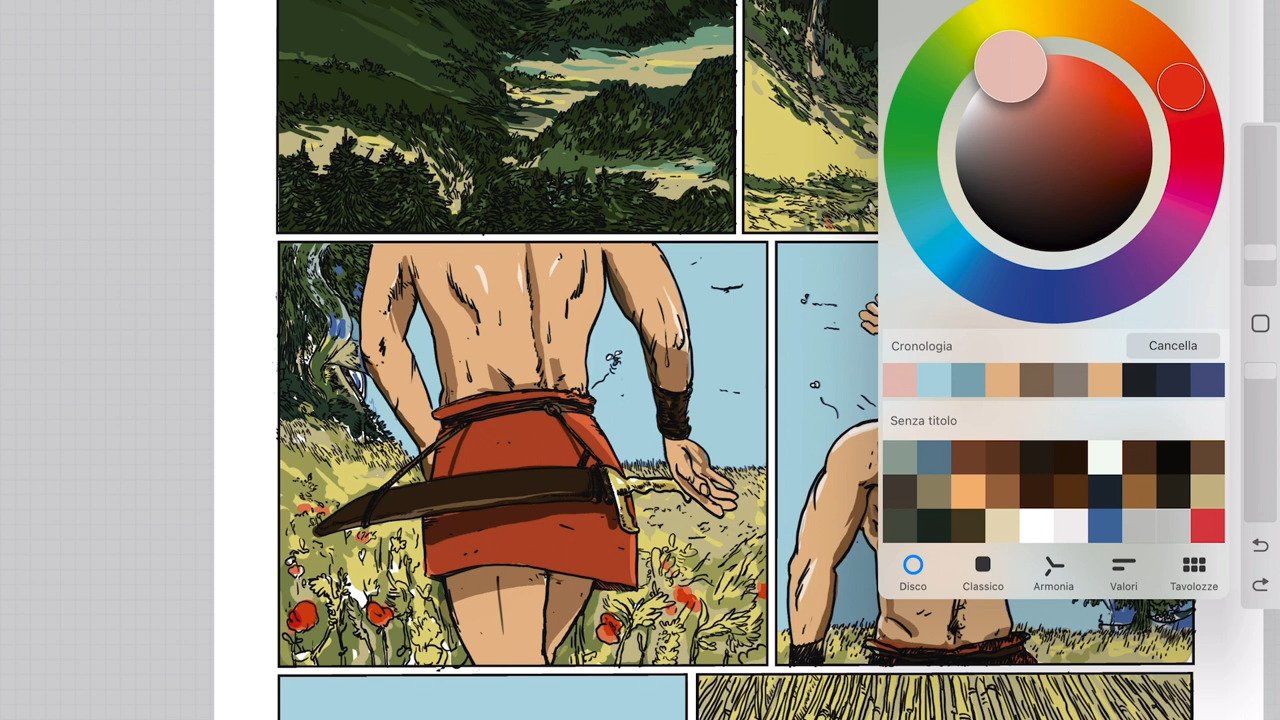 Cronologia
Cancella
Senza titolo
Disco
Classico
Armonia
Valori
Tavolozze